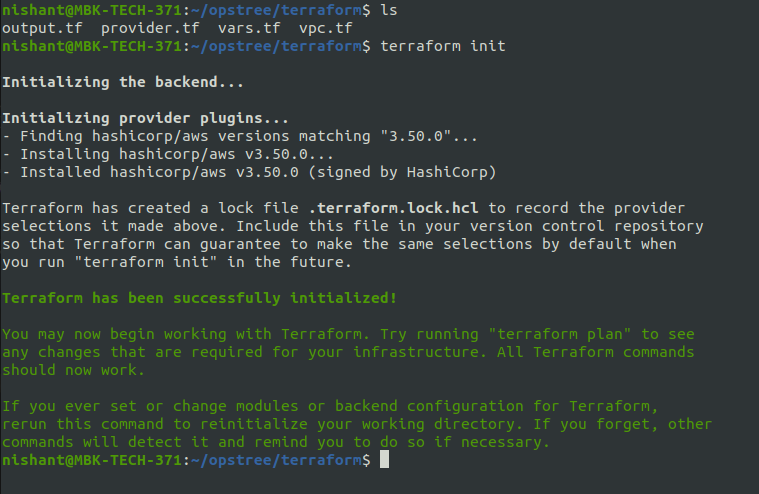 nishant@MBK-TECH-371:~/opstree/terraform$ ls
output.tf  provider.tf  vars.tf  vpc.tf
nishant@MBK-TECH-371:~/opstree/terraform$ terraform init
Initializing the backend...
Initializing provider plugins...
- Finding hashicorp/aws versions matching "3.50.0"...
- Installing hashicorp/aws v3.50.0...
- Installed hashicorp/aws v3.50.0 (signed by HashiCorp)
Terraform has created a lock file .terraform.lock.hcl to record the provider
selections it made above. Include this file in your version control repository
so that Terraform can guarantee to make the same selections by default when
you run "terraform init" in the future.
Terraform has been successfully initialized!
You may now begin working with Terraform. Try running "terraform plan" to see
any changes that are required for your infrastructure. All Terraform commands
should now work.
If you ever set or change modules or backend configuration for Terraform,
rerun this command to reinitialize your working directory. If you forget, other
commands will detect it and remind you to do so if necessary.
nishant@MBK-TECH-371:~/opstree/terraform$